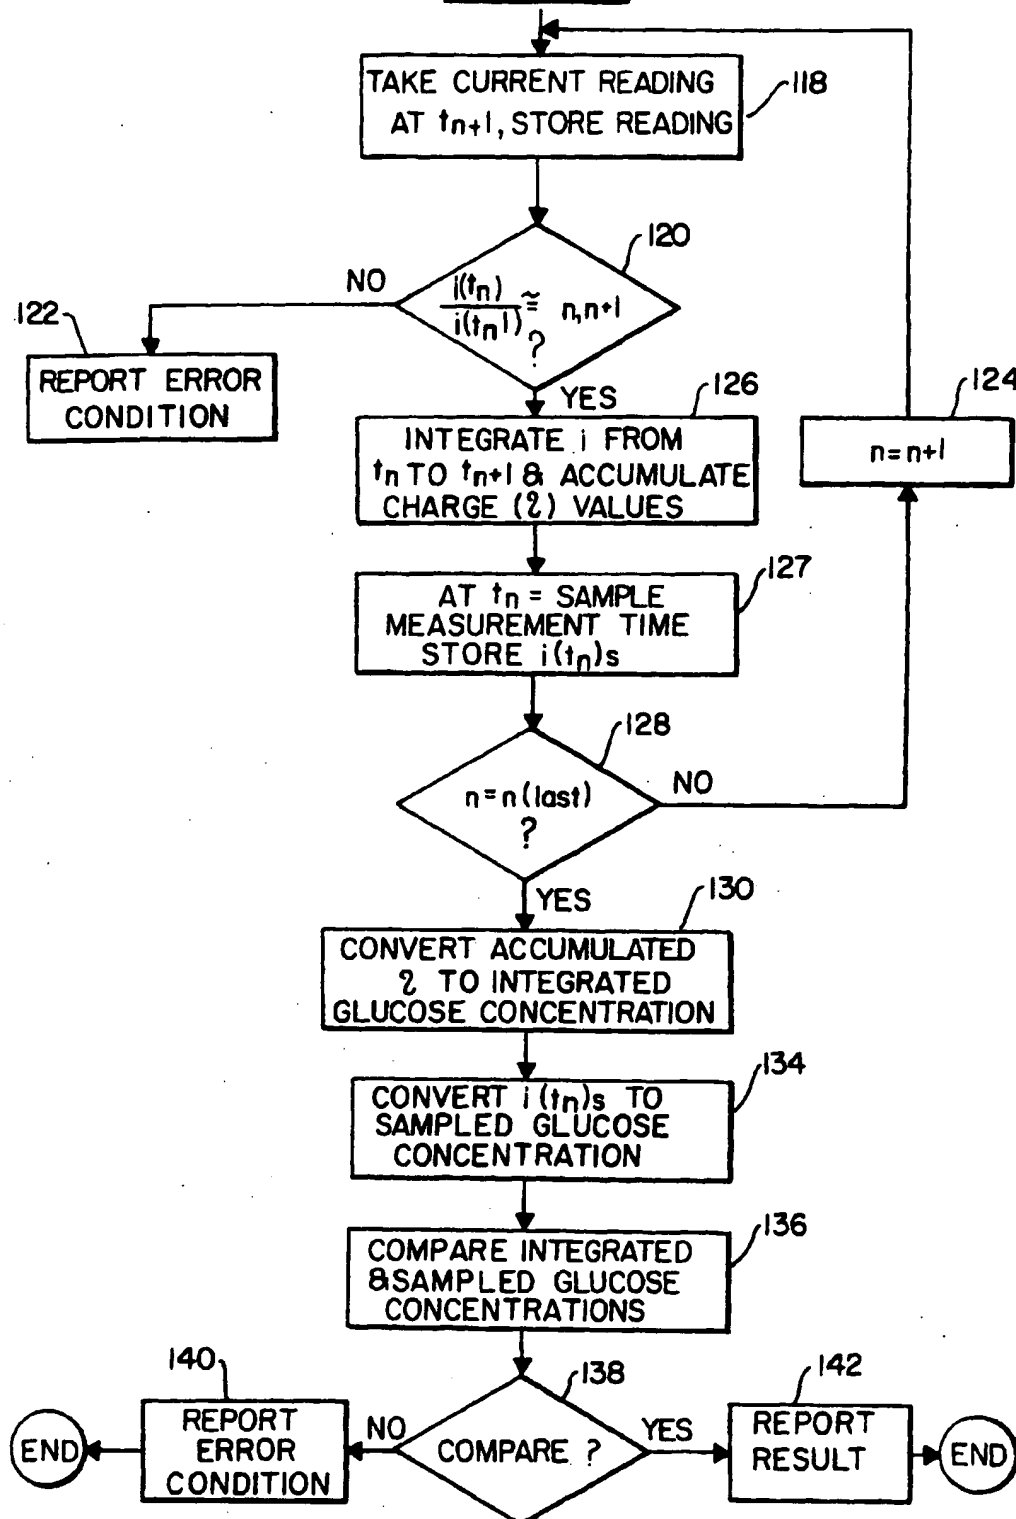 TAKE CURRENT READING
AT tn+1, STORE READING
118
120
NO
i(tn)
i(tn1)
≅ n, n+1
?
122
REPORT ERROR
CONDITION
YES
126
124
INTEGRATE i FROM
tn TO tn+1 & ACCUMULATE
CHARGE (q) VALUES
n=n+1
127
AT tn = SAMPLE
MEASUREMENT TIME
STORE i(tn)s
128
n=n(last)
?
NO
YES
130
CONVERT ACCUMULATED
q TO INTEGRATED
GLUCOSE CONCENTRATION
134
CONVERT i(tn)s TO
SAMPLED GLUCOSE
CONCENTRATION
136
COMPARE INTEGRATED
&SAMPLED GLUCOSE
CONCENTRATIONS
140
138
142
END
REPORT
ERROR
CONDITION
NO
COMPARE ?
YES
REPORT
RESULT
END